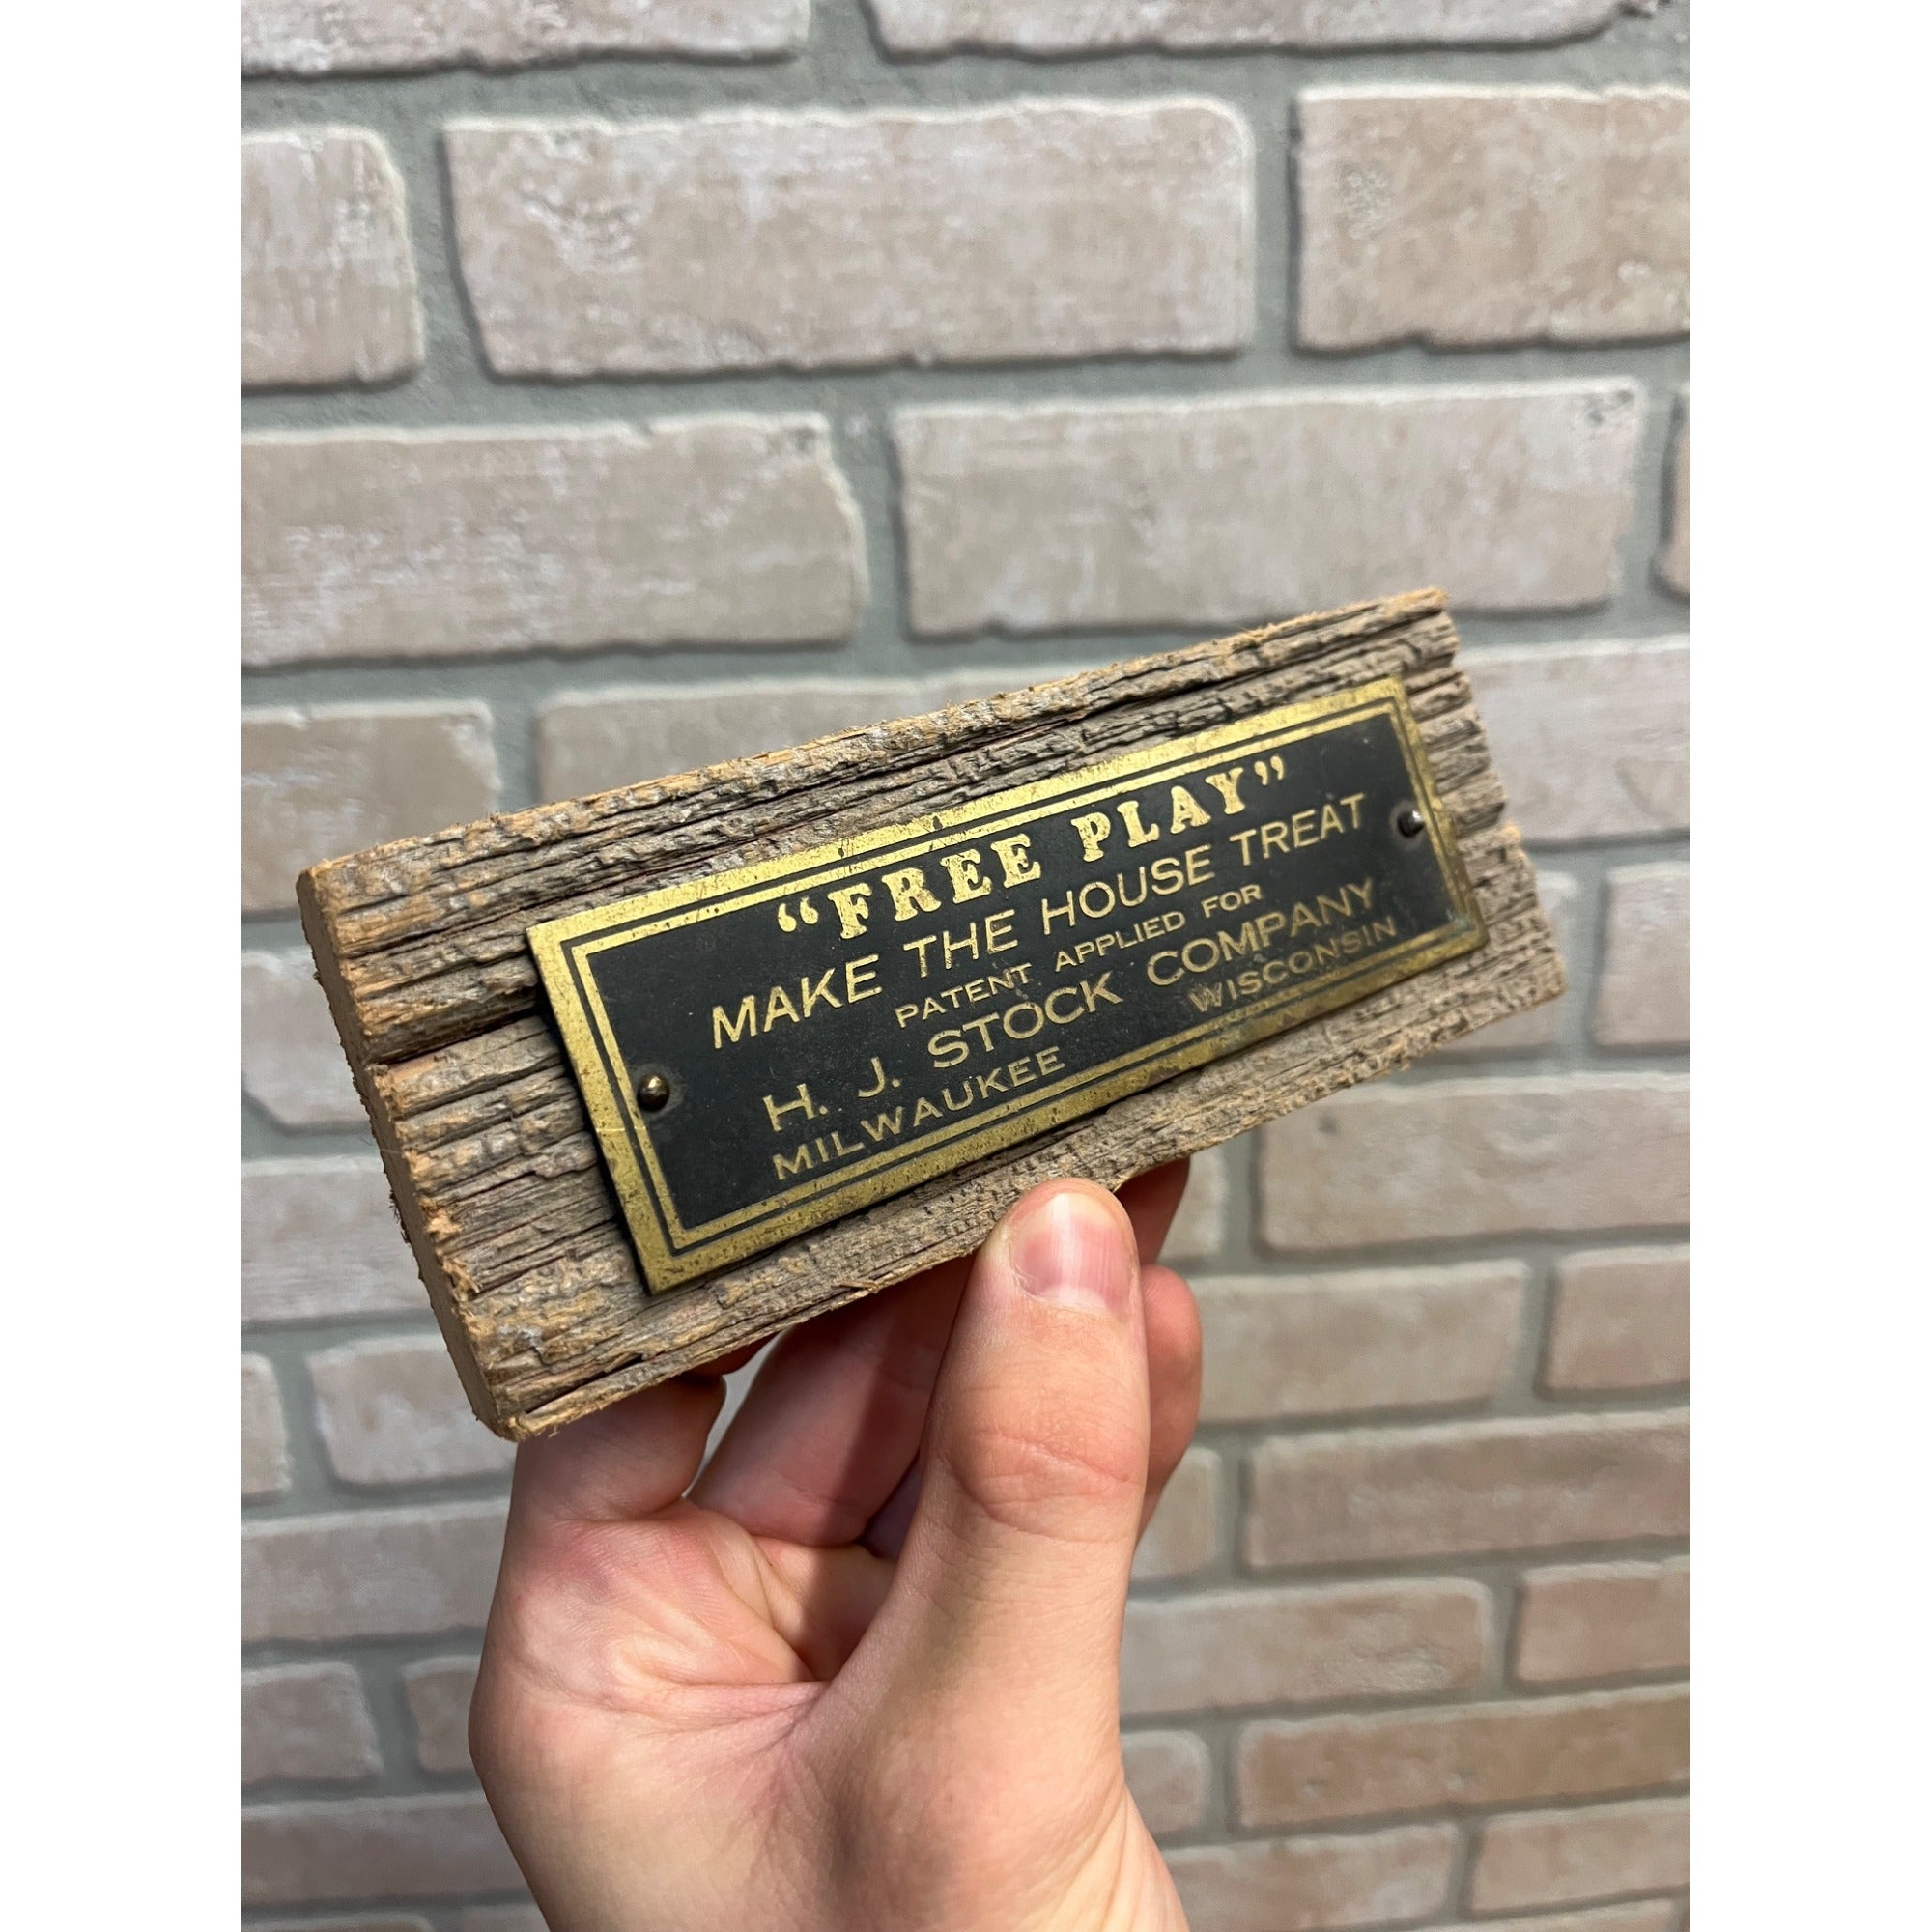 “FREE PLAY”
MAKE THE HOUSE TREAT
PATENT APPLIED FOR
H. J. STOCK COMPANY
MILWAUKEE WISCONSIN